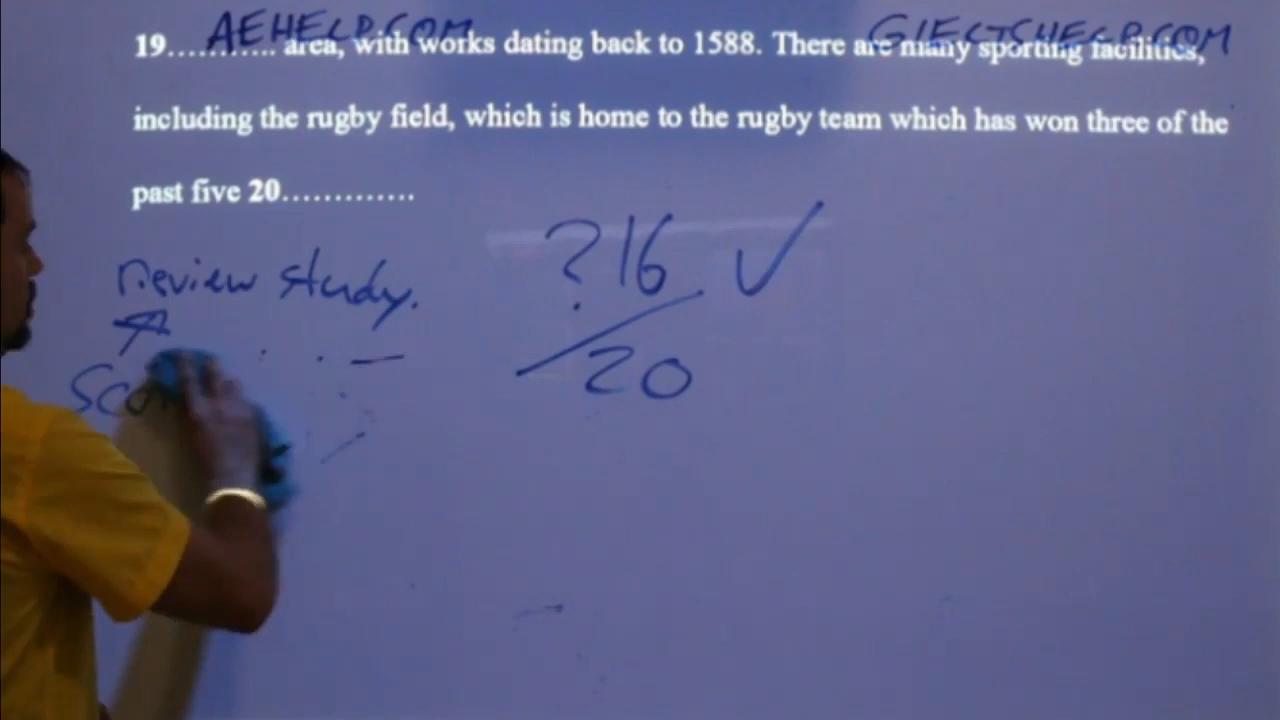 AEHELP.COM GIELTSHELP.COM
19........... area, with works dating back to 1588. There are many sporting facilities,
including the rugby field, which is home to the rugby team which has won three of the
past five 20.............
review study.
? 16 ✓
20